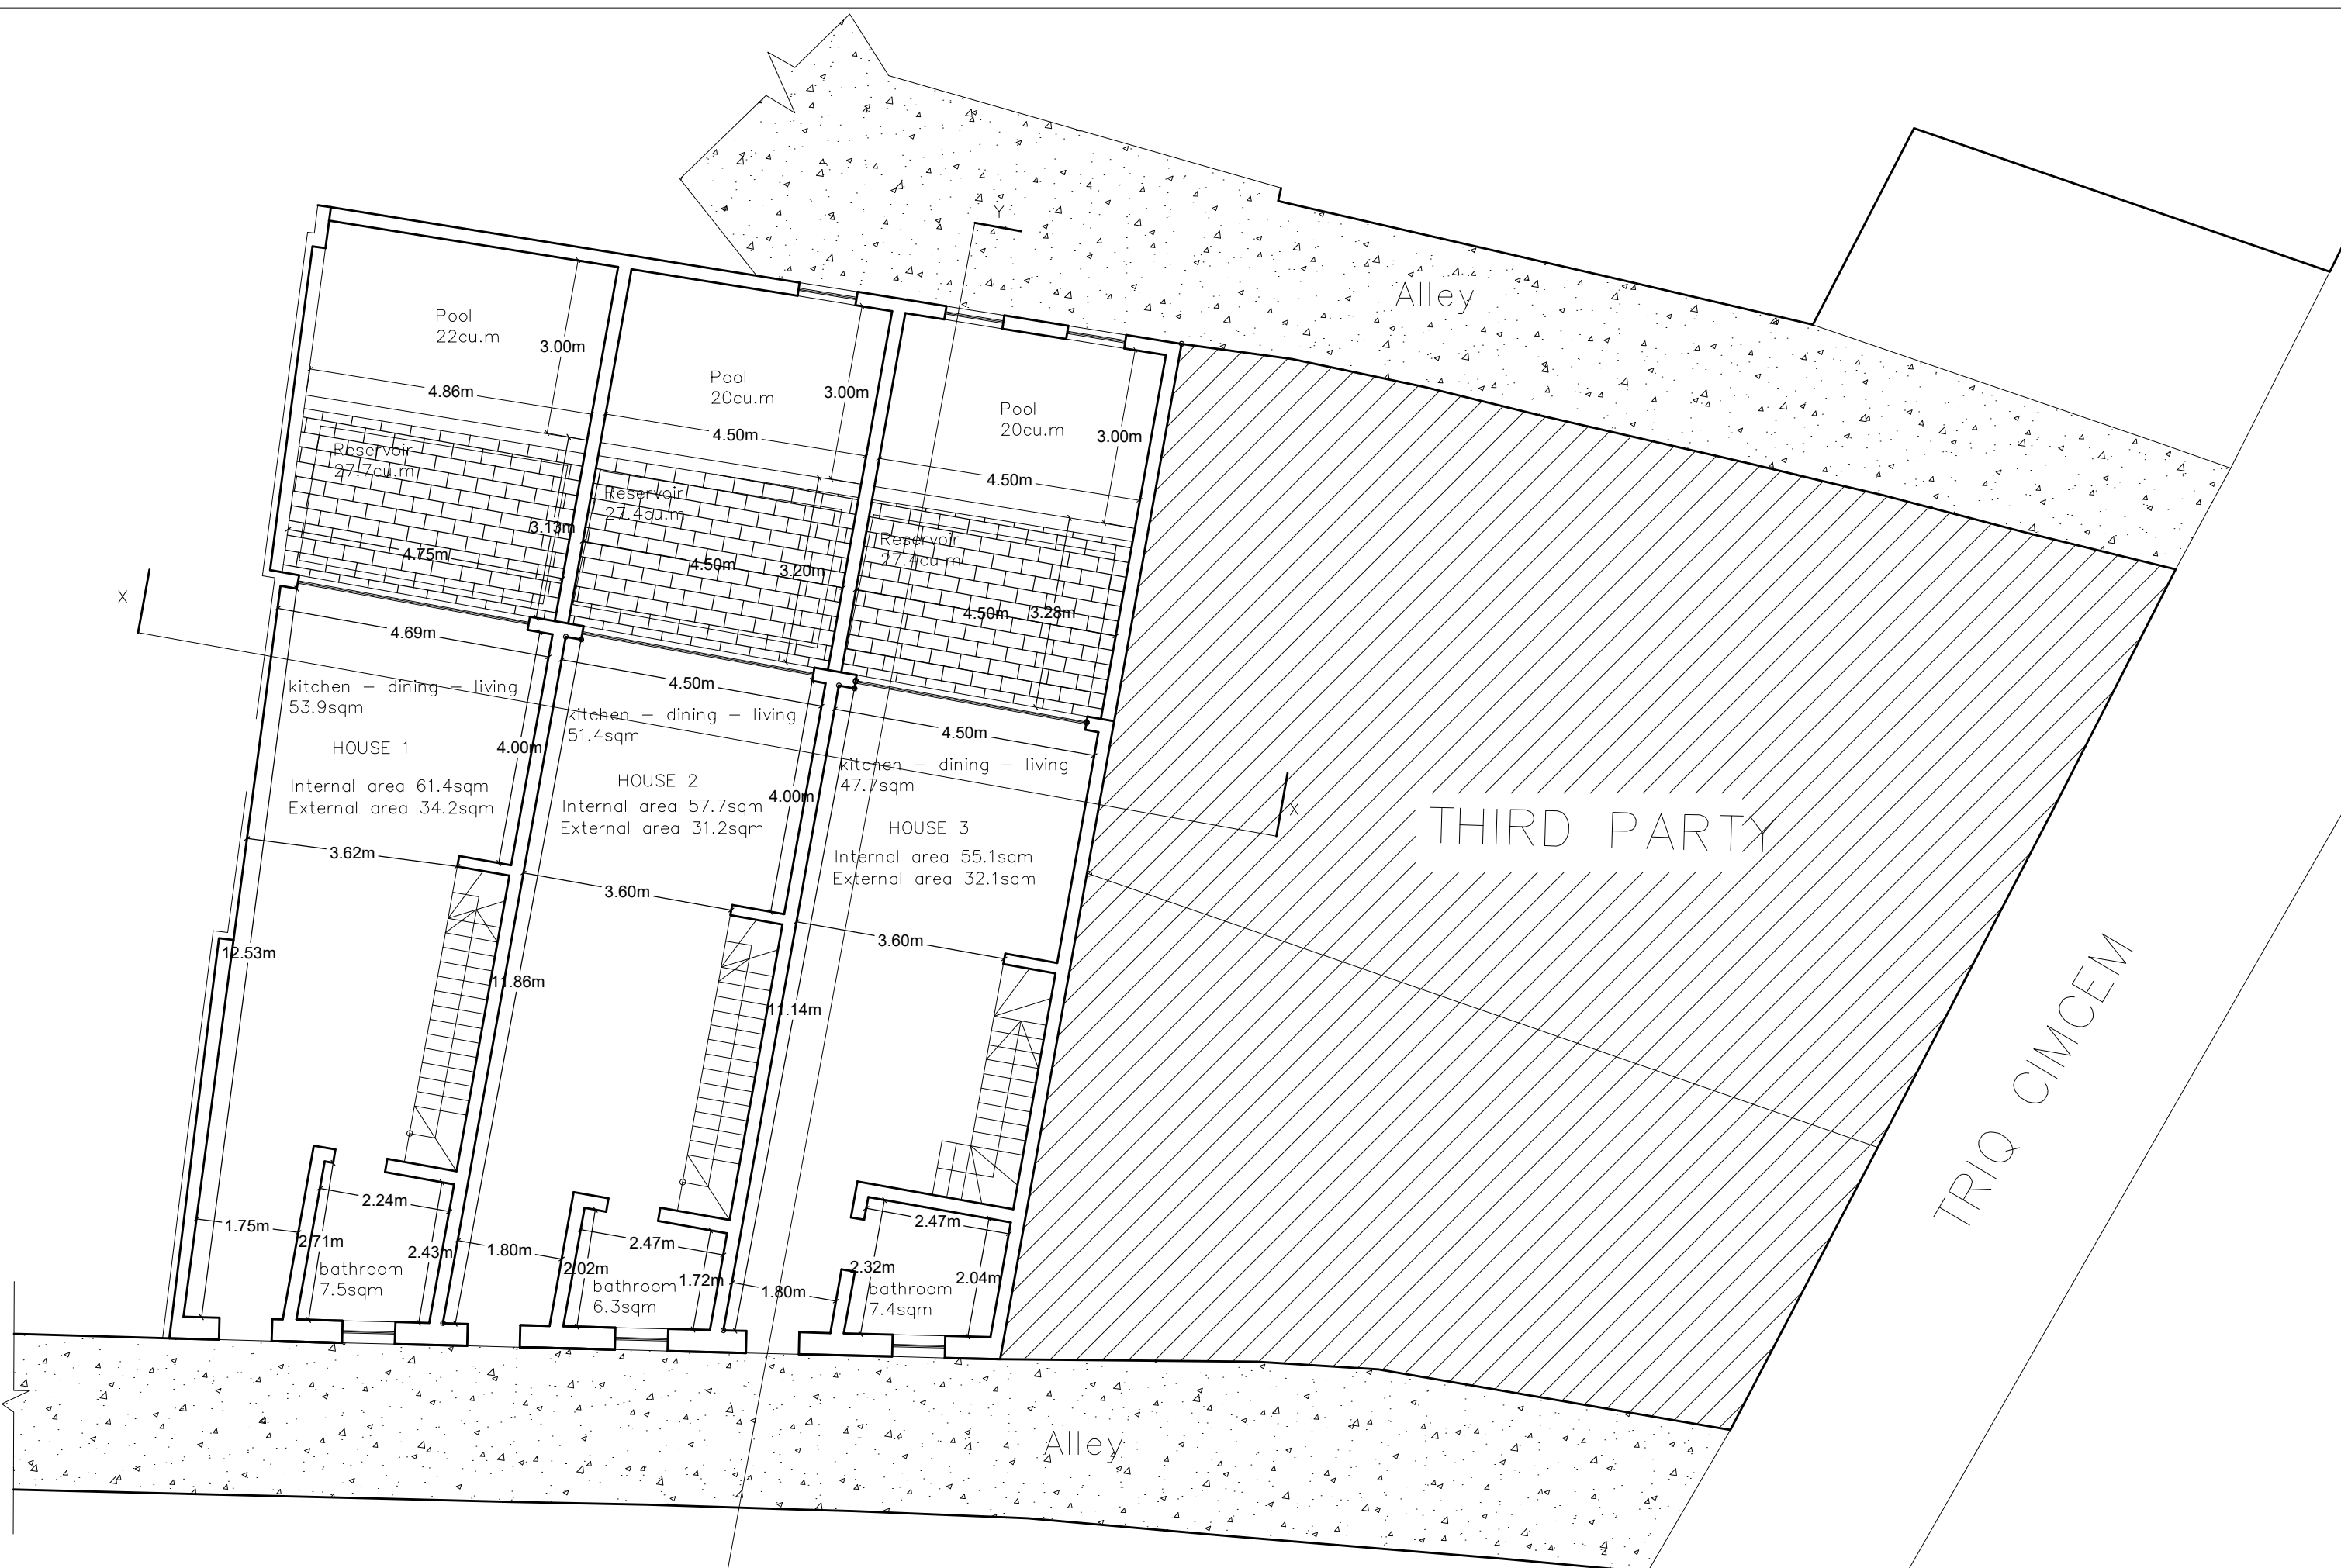 Y
Alley
Pool
22cu.m
3.00m
4.86m
Pool
20cu.m
3.00m
4.50m
Pool
20cu.m
3.00m
4.50m
Reservoir
27.7cu.m
3.13m
4.75m
Reservoir
27.4cu.m
4.50m
3.20m
Reservoir
27.4cu.m
4.50m
3.28m
X
4.69m
4.50m
4.50m
kitchen - dining - living
53.9sqm
HOUSE 1
Internal area 61.4sqm
External area 34.2sqm
4.00m
3.62m
12.53m
kitchen - dining - living
51.4sqm
HOUSE 2
Internal area 57.7sqm
External area 31.2sqm
4.00m
3.60m
11.86m
kitchen - dining - living
47.7sqm
HOUSE 3
Internal area 55.1sqm
External area 32.1sqm
3.60m
11.14m
X
THIRD PARTY
TRIQ CIMCEM
1.75m
2.24m
2.71m
2.43m
bathroom
7.5sqm
1.80m
2.47m
2.02m
1.72m
bathroom
6.3sqm
1.80m
2.47m
2.32m
2.04m
bathroom
7.4sqm
Alley